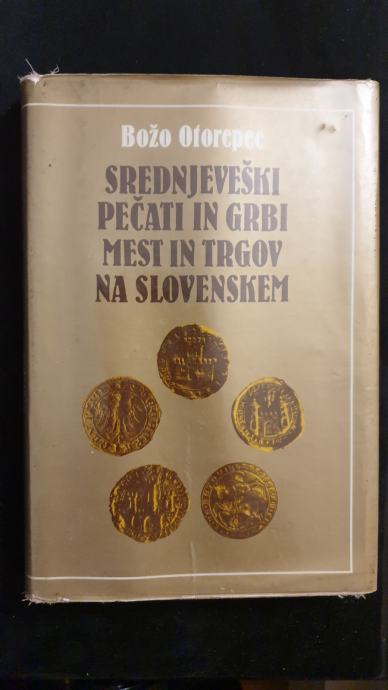 Božo Otorepec
SREDNJEVEŠKI
PEČATI IN GRBI
MEST IN TRGOV
NA SLOVENSKEM